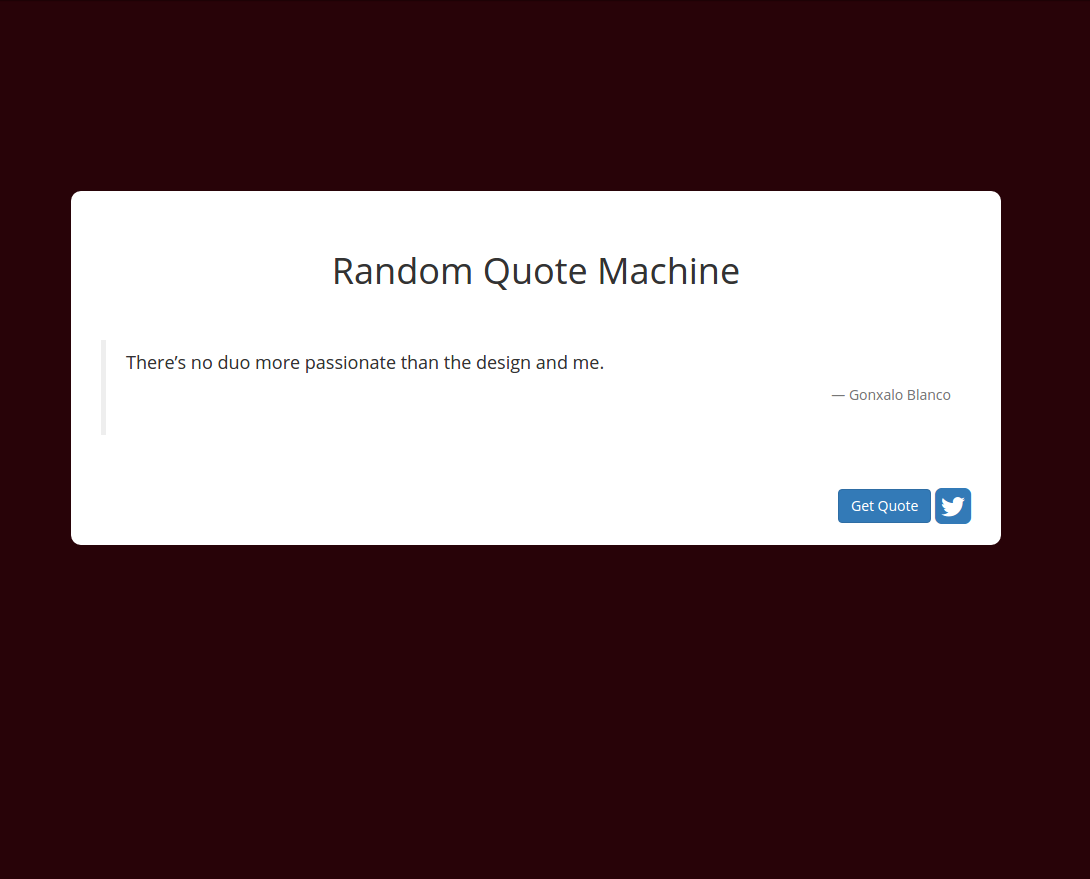 Random Quote Machine
There’s no duo more passionate than the design and me.
— Gonxalo Blanco
Get Quote